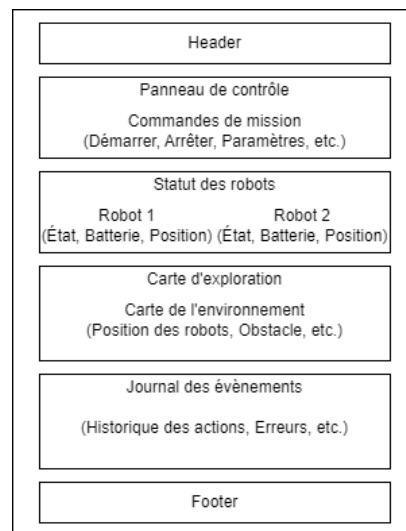 Header
Panneau de contrôle
Commandes de mission
(Démarrer, Arrêter, Paramètres, etc.)
Statut des robots
Robot 1 Robot 2
(État, Batterie, Position) (État, Batterie, Position)
Carte d'exploration
Carte de l'environnement
(Position des robots, Obstacle, etc.)
Journal des évènements
(Historique des actions, Erreurs, etc.)
Footer